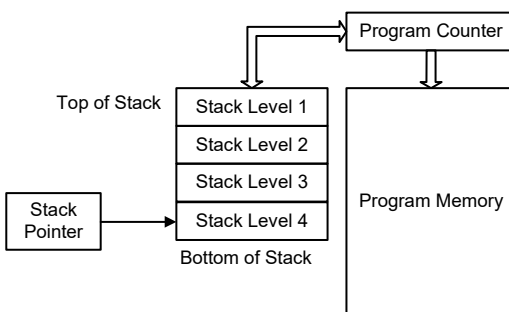 Program Counter
Top of Stack
Stack Level 1
Stack Level 2
Stack Level 3
Stack Level 4
Stack
Pointer
Bottom of Stack
Program Memory